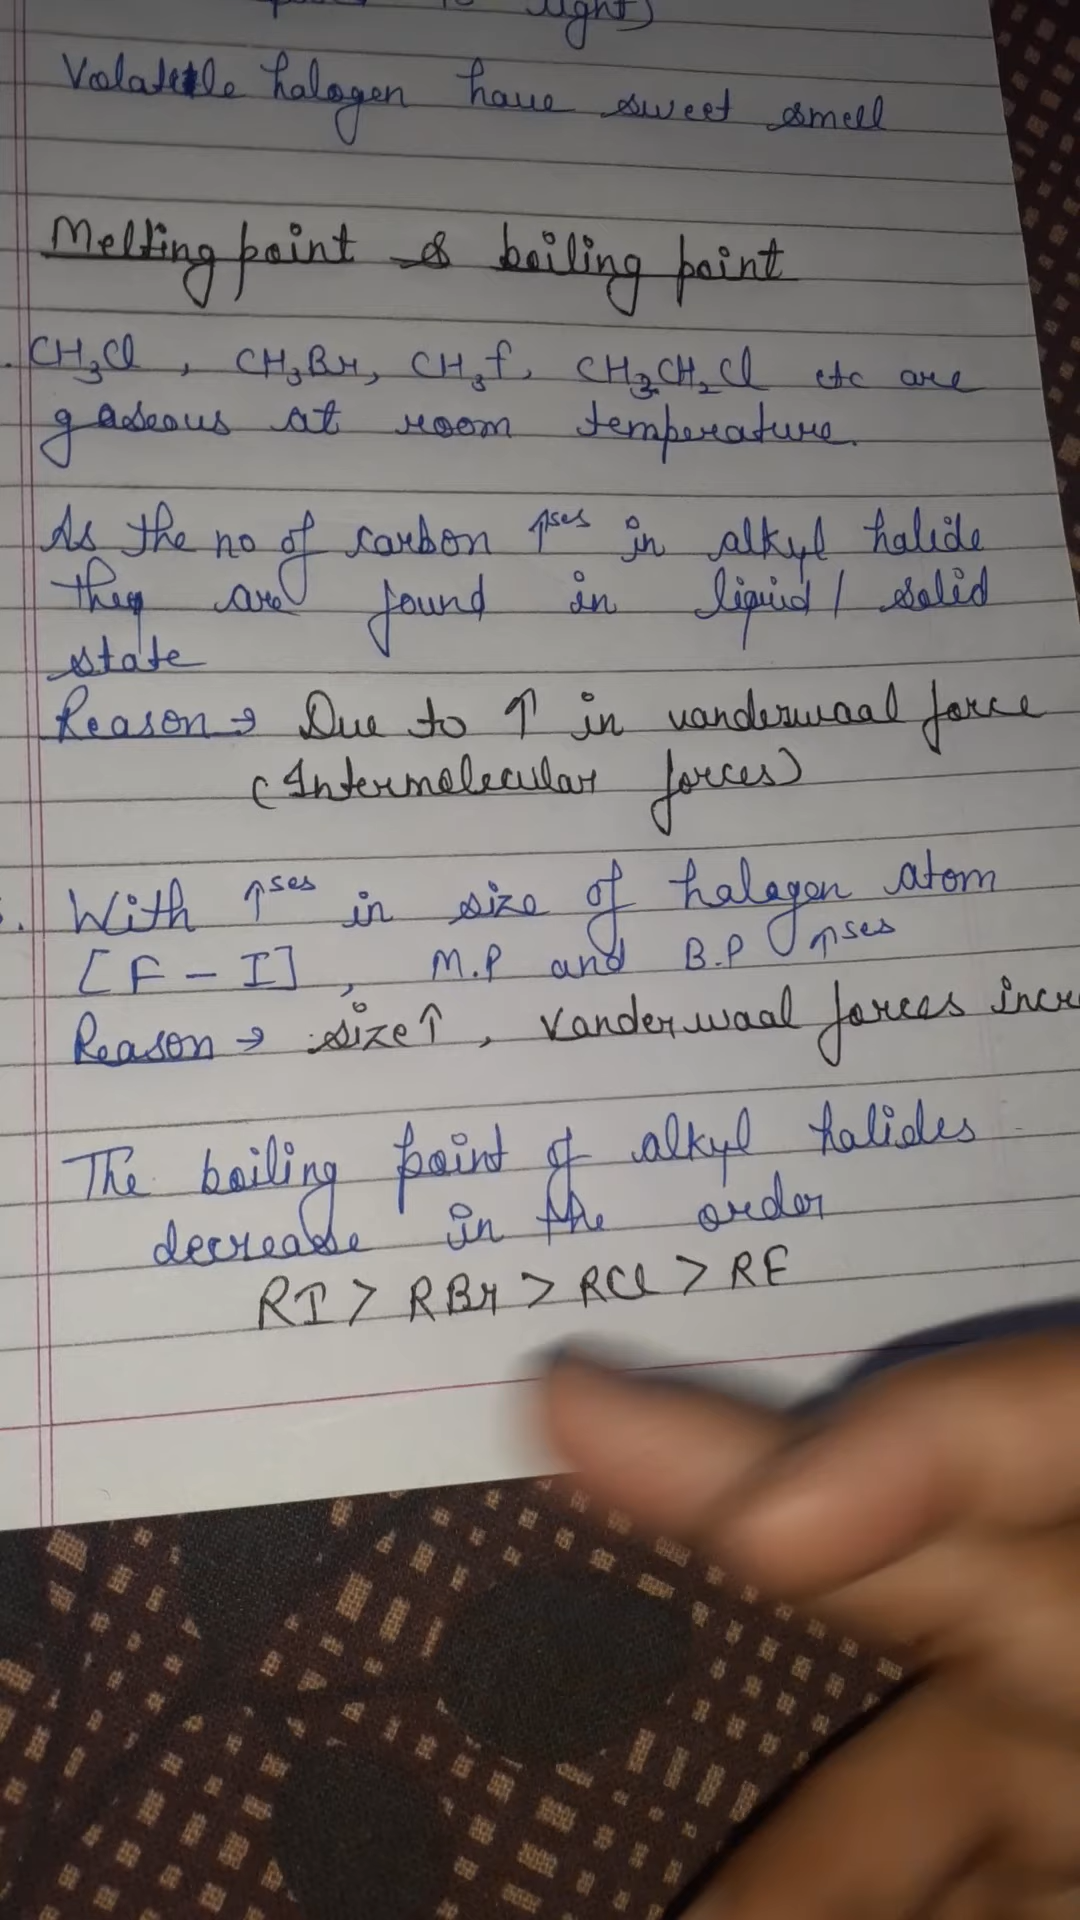 light)
Volatile halogen have sweet smell
Melting point & boiling point
CH₃Cl, CH₃Br, CH₃f, CH₃CH₂Cl etc are
gaseous at room temperature.
As the no of carbon ↑ses in alkyl halide
they are found in liquid / solid
state
Reason → Due to ↑ in vanderwaal force
(Intermolecular forces)
With ↑ses in size of halogen atom
[F - I], M.P and B.P ↑ses
Reason → size↑, Vanderwaal forces incre
The boiling point of alkyl halides
decrease in the order
RI > RBr > RCl > RF